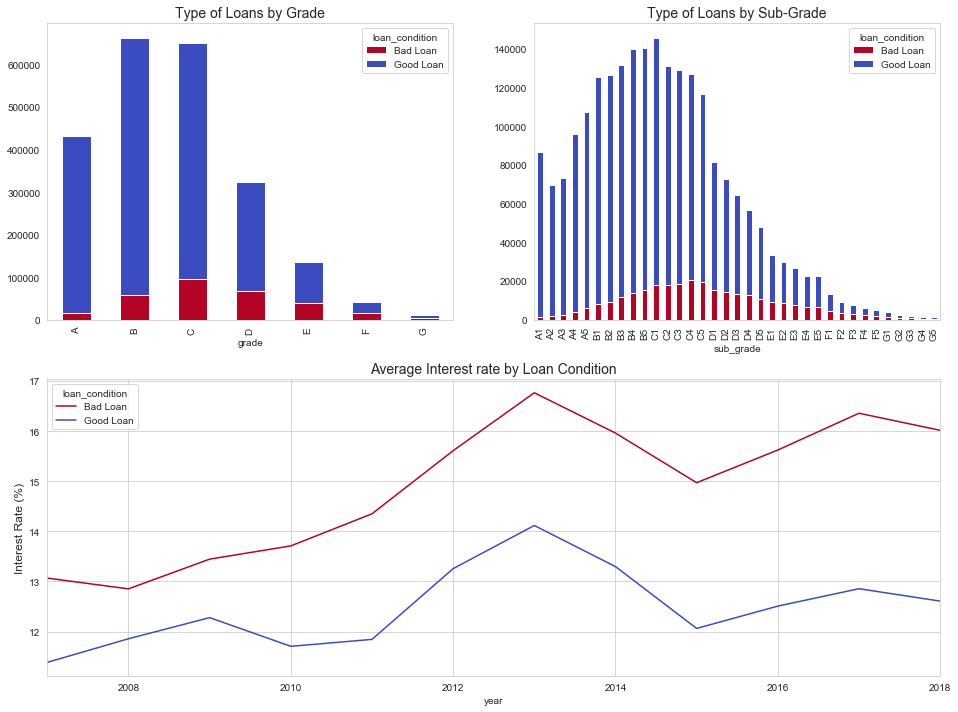 Type of Loans by Grade
loan_condition
Bad Loan
Good Loan
600000
500000
400000
300000
200000
100000
0
A B C D E F G
grade
Type of Loans by Sub-Grade
loan_condition
Bad Loan
Good Loan
140000
120000
100000
80000
60000
40000
20000
0
A1 A2 A3 A4 A5 B1 B2 B3 B4 B5 C1 C2 C3 C4 C5 D1 D2 D3 D4 D5 E1 E2 E3 E4 E5 F1 F2 F3 F4 F5 G1 G2 G3 G4 G5
sub_grade
Average Interest rate by Loan Condition
loan_condition
Bad Loan
Good Loan
Interest Rate (%)
17
16
15
14
13
12
2008 2010 2012 2014 2016 2018
year